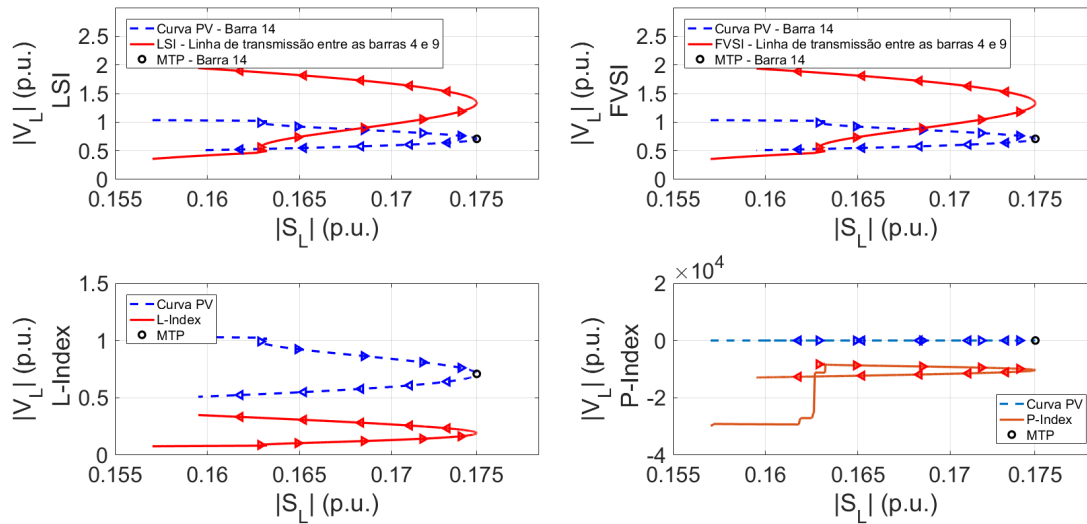 Curva PV - Barra 14
LSI - Linha de transmissão entre as barras 4 e 9
MTP - Barra 14
|V_L| (p.u.)
LSI
2.5
2
1.5
1
0.5
0
0.155
0.16
0.165
0.17
0.175
|S_L| (p.u.)
Curva PV - Barra 14
FVSI - Linha de transmissão entre as barras 4 e 9
MTP - Barra 14
|V_L| (p.u.)
FVSI
2.5
2
1.5
1
0.5
0
0.155
0.16
0.165
0.17
0.175
|S_L| (p.u.)
Curva PV
L-Index
MTP
|V_L| (p.u.)
L-Index
1.5
1
0.5
0
0.155
0.16
0.165
0.17
0.175
|S_L| (p.u.)
×10^4
|V_L| (p.u.)
P-Index
2
0
-2
-4
Curva PV
P-Index
MTP
0.155
0.16
0.165
0.17
0.175
|S_L| (p.u.)